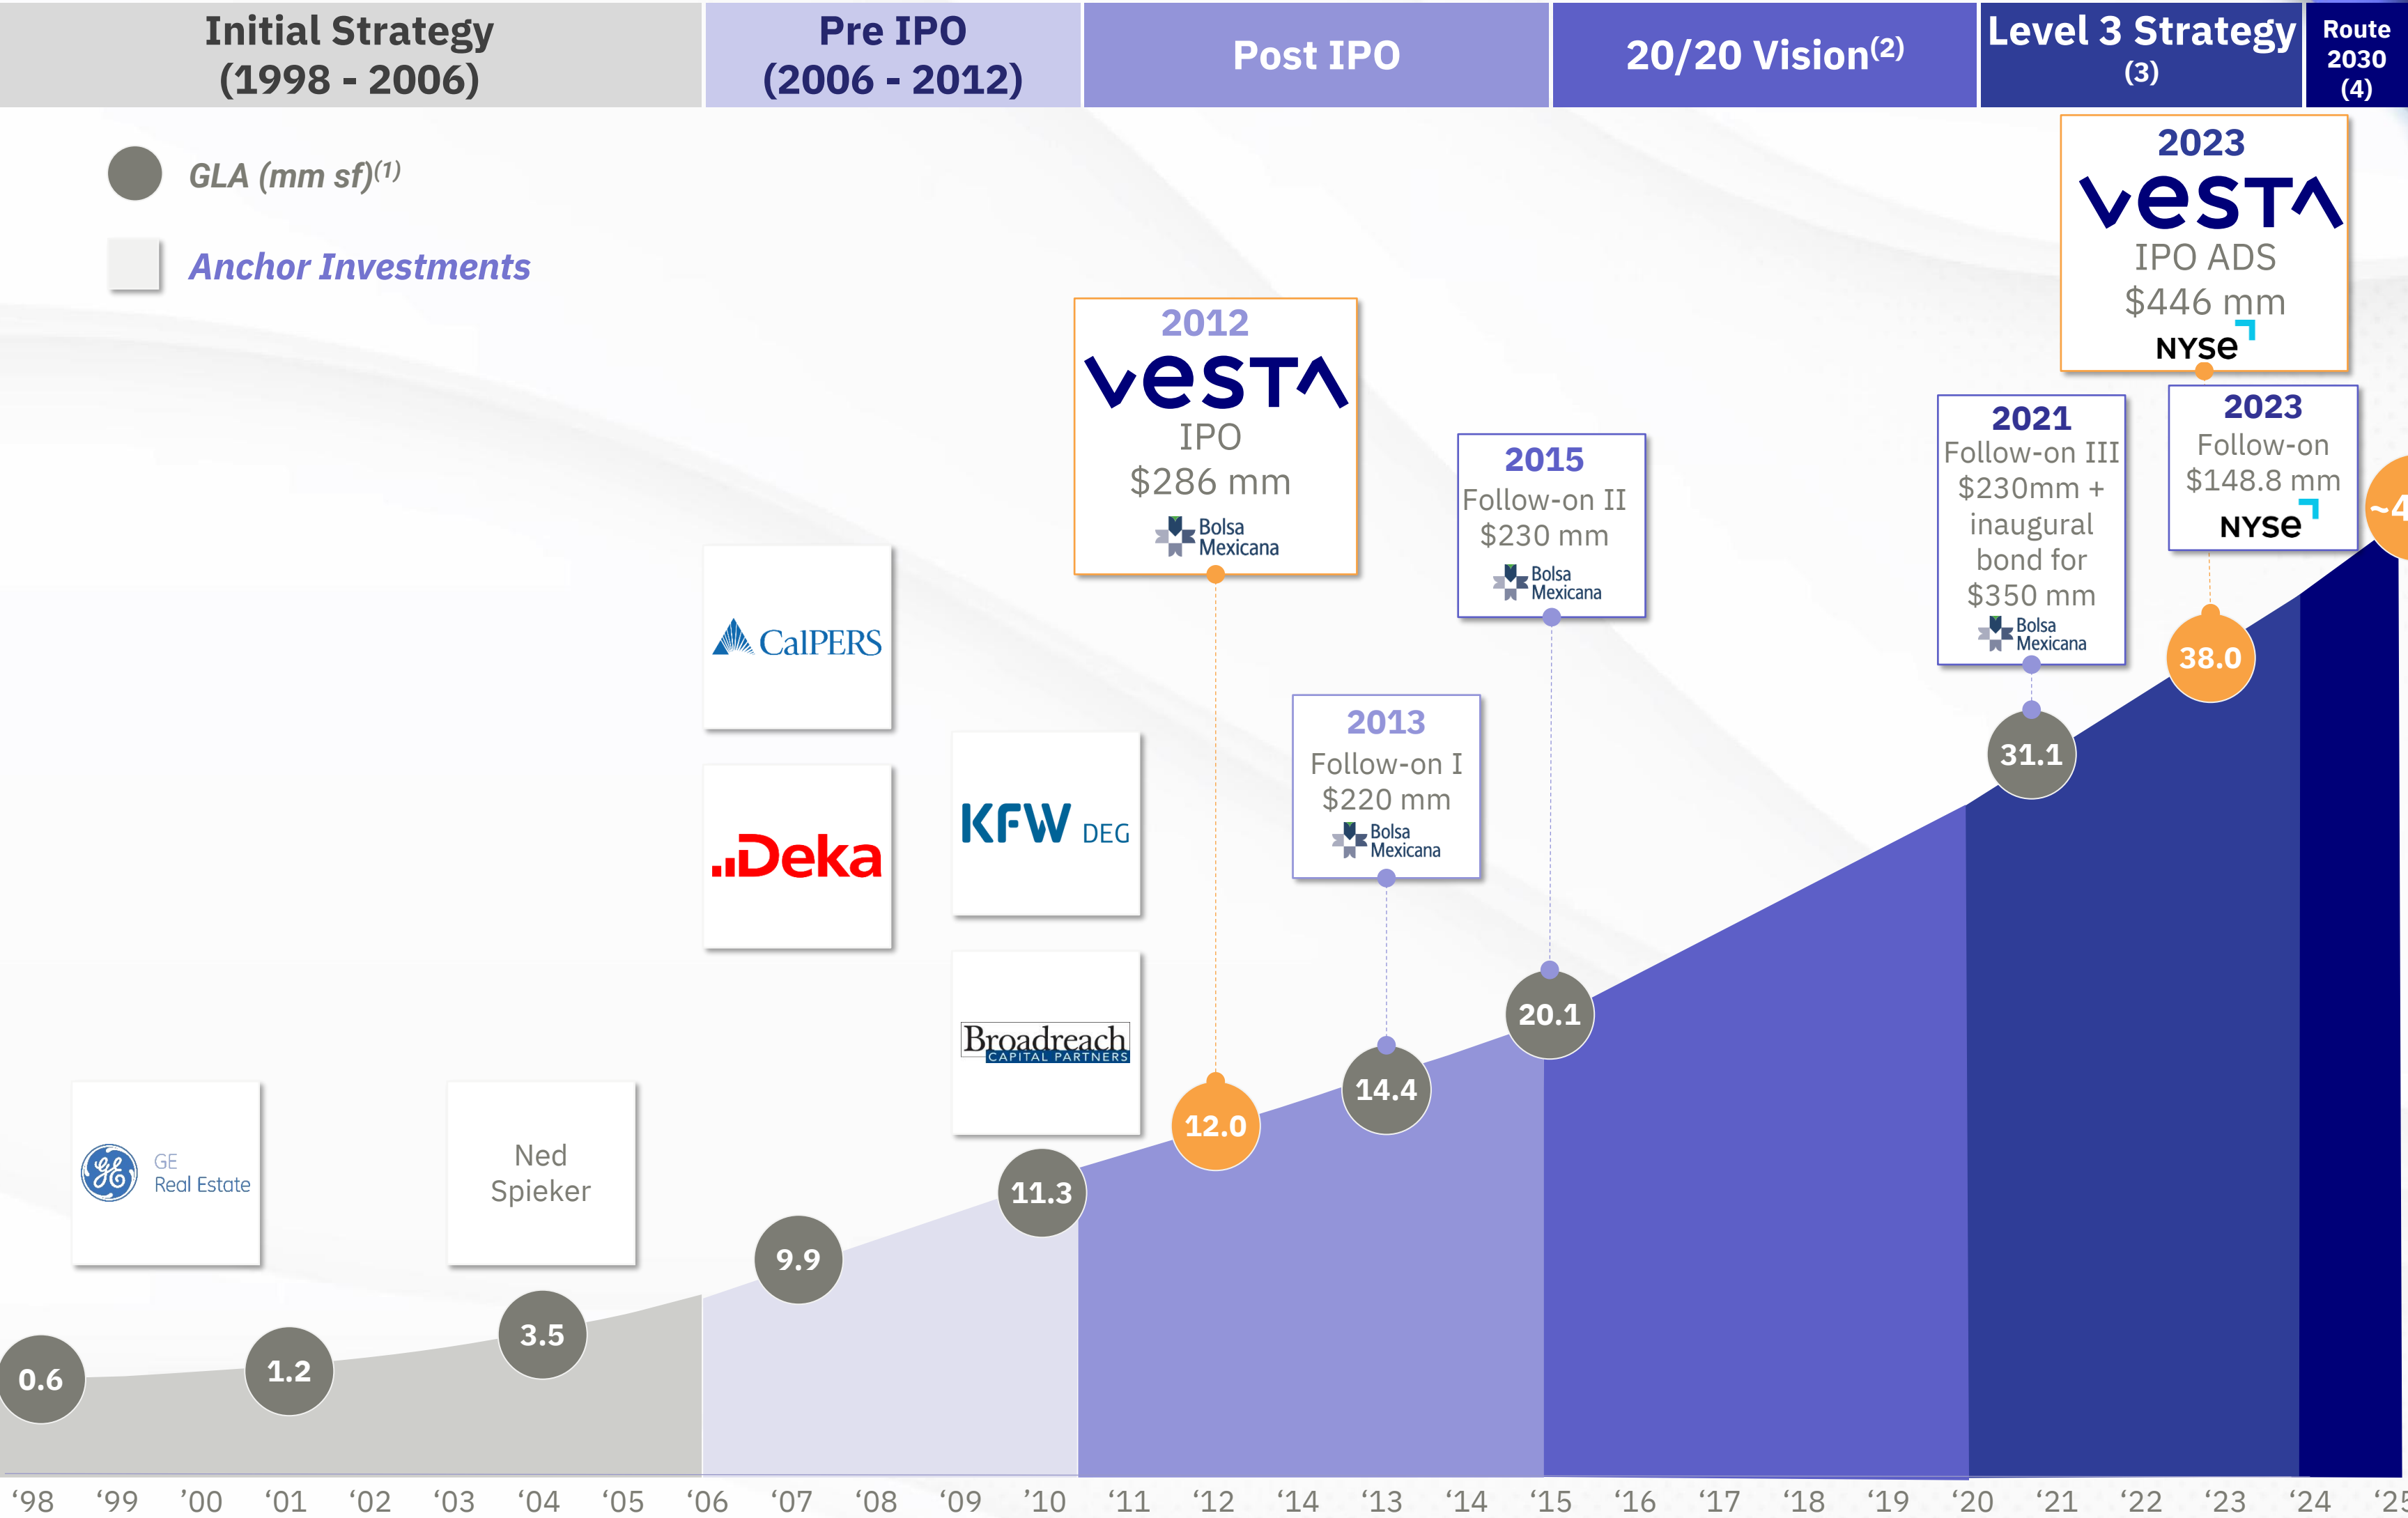 Initial Strategy
(1998 - 2006)
Pre IPO
(2006 - 2012)
Post IPO
20/20 Vision(2)
Level 3 Strategy
(3)
Route
2030
(4)
GLA (mm sf)(1)
Anchor Investments
2023
VESTA
IPO ADS
$446 mm
NYSE
2012
VESTA
IPO
$286 mm
Bolsa
Mexicana
2015
Follow-on II
$230 mm
Bolsa
Mexicana
2021
Follow-on III
$230mm +
inaugural
bond for
$350 mm
Bolsa
Mexicana
2023
Follow-on
$148.8 mm
NYSE
2013
Follow-on I
$220 mm
Bolsa
Mexicana
CalPERS
Deka
KFW DEG
Broadreach
CAPITAL PARTNERS
GE
GE
Real Estate
Ned
Spieker
0.6
1.2
3.5
9.9
11.3
12.0
14.4
20.1
31.1
38.0
~4
‘98 ‘99 ’00 ‘01 ‘02 ‘03 ‘04 ‘05 ‘06 ‘07 ‘08 ‘09 ’10 ‘11 ‘12 ‘14 ‘13 ‘14 ‘15 ‘16 ‘17 ‘18 ‘19 ‘20 ‘21 ‘22 ‘23 ‘24 ‘25